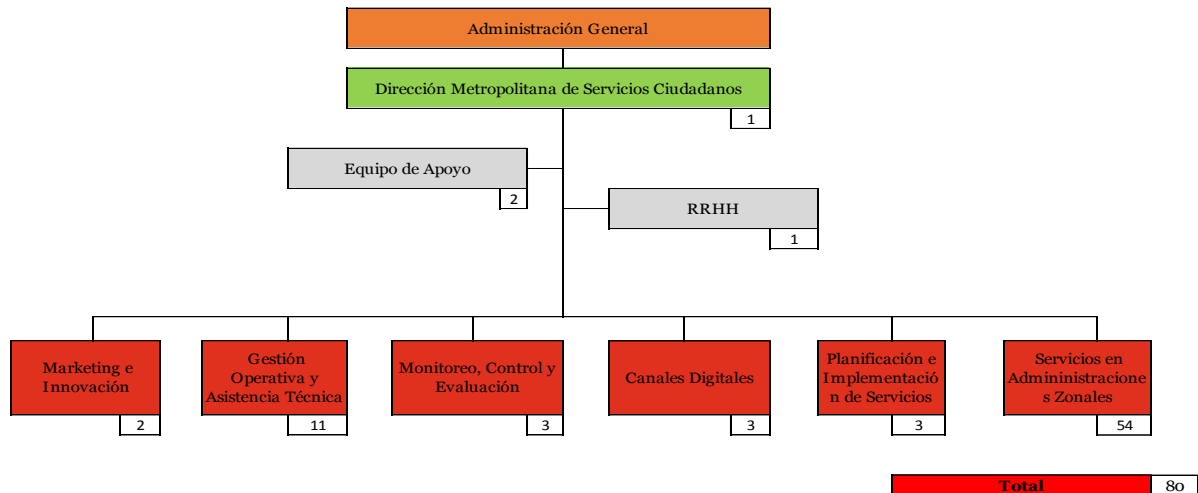 Administración General
Dirección Metropolitana de Servicios Ciudadanos
1
Equipo de Apoyo
2
RRHH
1
Marketing e
Innovación
2
Gestión
Operativa y
Asistencia Técnica
11
Monitoreo, Control y
Evaluación
3
Canales Digitales
3
Planificación e
Implementació
n de Servicios
3
Servicios en
Admininistracione
s Zonales
54
Total
80